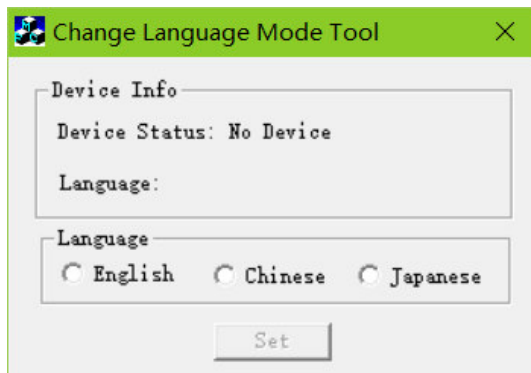 Change Language Mode Tool
Device Info
Device Status: No Device
Language:
Language
English Chinese Japanese
Set